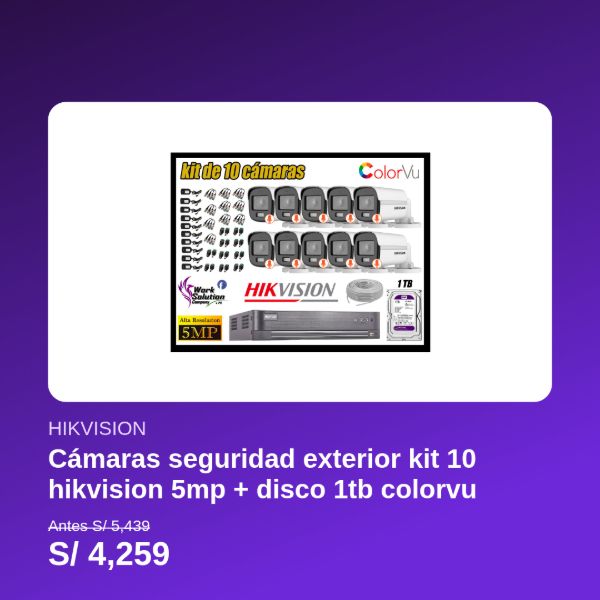 kit de 10 cámaras
ColorVu
Work
Solution
Company
HIKVISION
1 TB
Alta Resolucion
5MP
HIKVISION
Cámaras seguridad exterior kit 10
hikvision 5mp + disco 1tb colorvu
Antes S/ 5,439
S/ 4,259